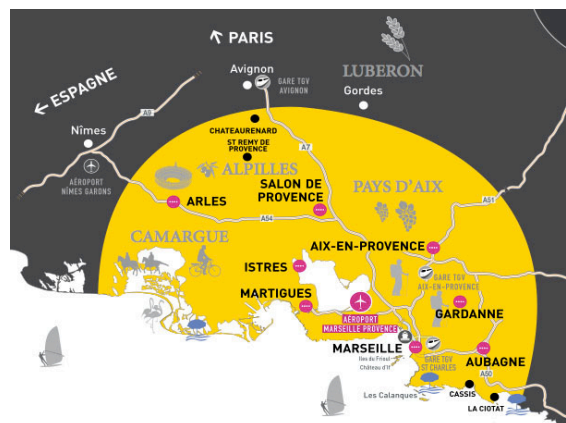 PARIS
Avignon
GARE TGV
AVIGNON
LUBERON
Gordes
ESPAGNE
A9
Nîmes
CHATEAURENARD
ST REMY DE
PROVENCE
A7
AÉROPORT
NÎMES GARONS
ALPILLES
SALON DE
PROVENCE
PAYS D'AIX
ARLES
A54
A51
CAMARGUE
AIX-EN-PROVENCE
ISTRES
GARE TGV
AIX-EN-PROVENCE
MARTIGUES
GARDANNE
AÉROPORT
MARSEILLE PROVENCE
MARSEILLE
Iles du Frioul
Château d'If
GARE TGV
ST CHARLES
AUBAGNE
A50
Les Calanques
CASSIS
LA CIOTAT